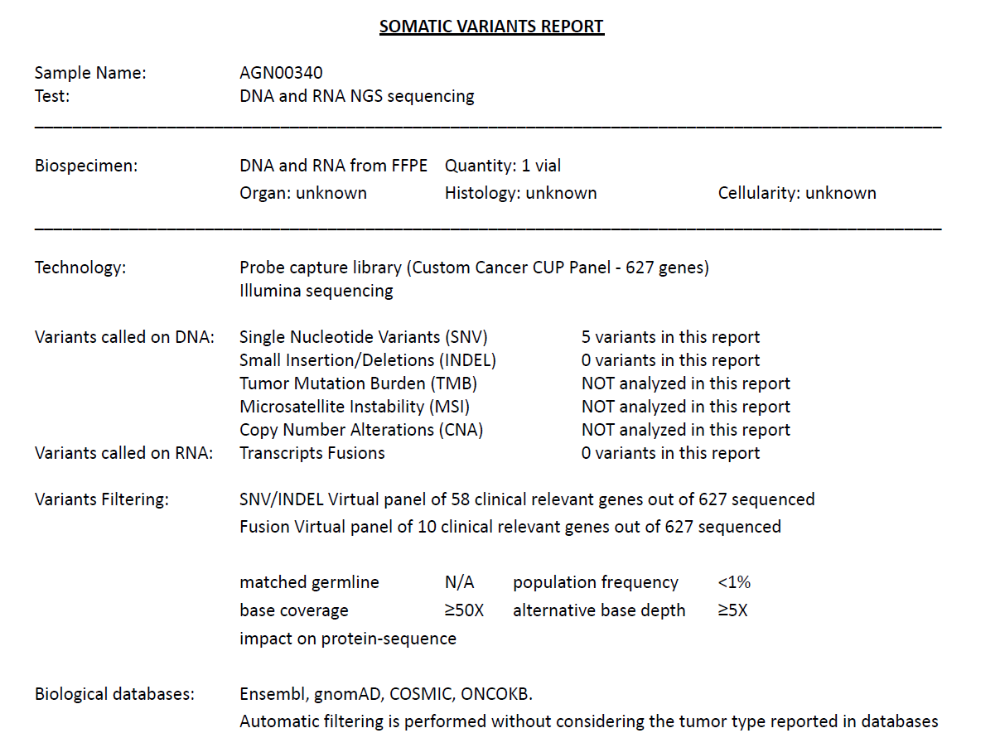 SOMATIC VARIANTS REPORT
Sample Name: AGN00340
Test: DNA and RNA NGS sequencing
Biospecimen: DNA and RNA from FFPE Quantity: 1 vial
Organ: unknown Histology: unknown Cellularity: unknown
Technology: Probe capture library (Custom Cancer CUP Panel - 627 genes)
Illumina sequencing
Variants called on DNA: Single Nucleotide Variants (SNV) 5 variants in this report
Small Insertion/Deletions (INDEL) 0 variants in this report
Tumor Mutation Burden (TMB) NOT analyzed in this report
Microsatellite Instability (MSI) NOT analyzed in this report
Copy Number Alterations (CNA) NOT analyzed in this report
Variants called on RNA: Transcripts Fusions 0 variants in this report
Variants Filtering: SNV/INDEL Virtual panel of 58 clinical relevant genes out of 627 sequenced
Fusion Virtual panel of 10 clinical relevant genes out of 627 sequenced
matched germline N/A population frequency <1%
base coverage ≥50X alternative base depth ≥5X
impact on protein-sequence
Biological databases: Ensembl, gnomAD, COSMIC, ONCOKB.
Automatic filtering is performed without considering the tumor type reported in databases